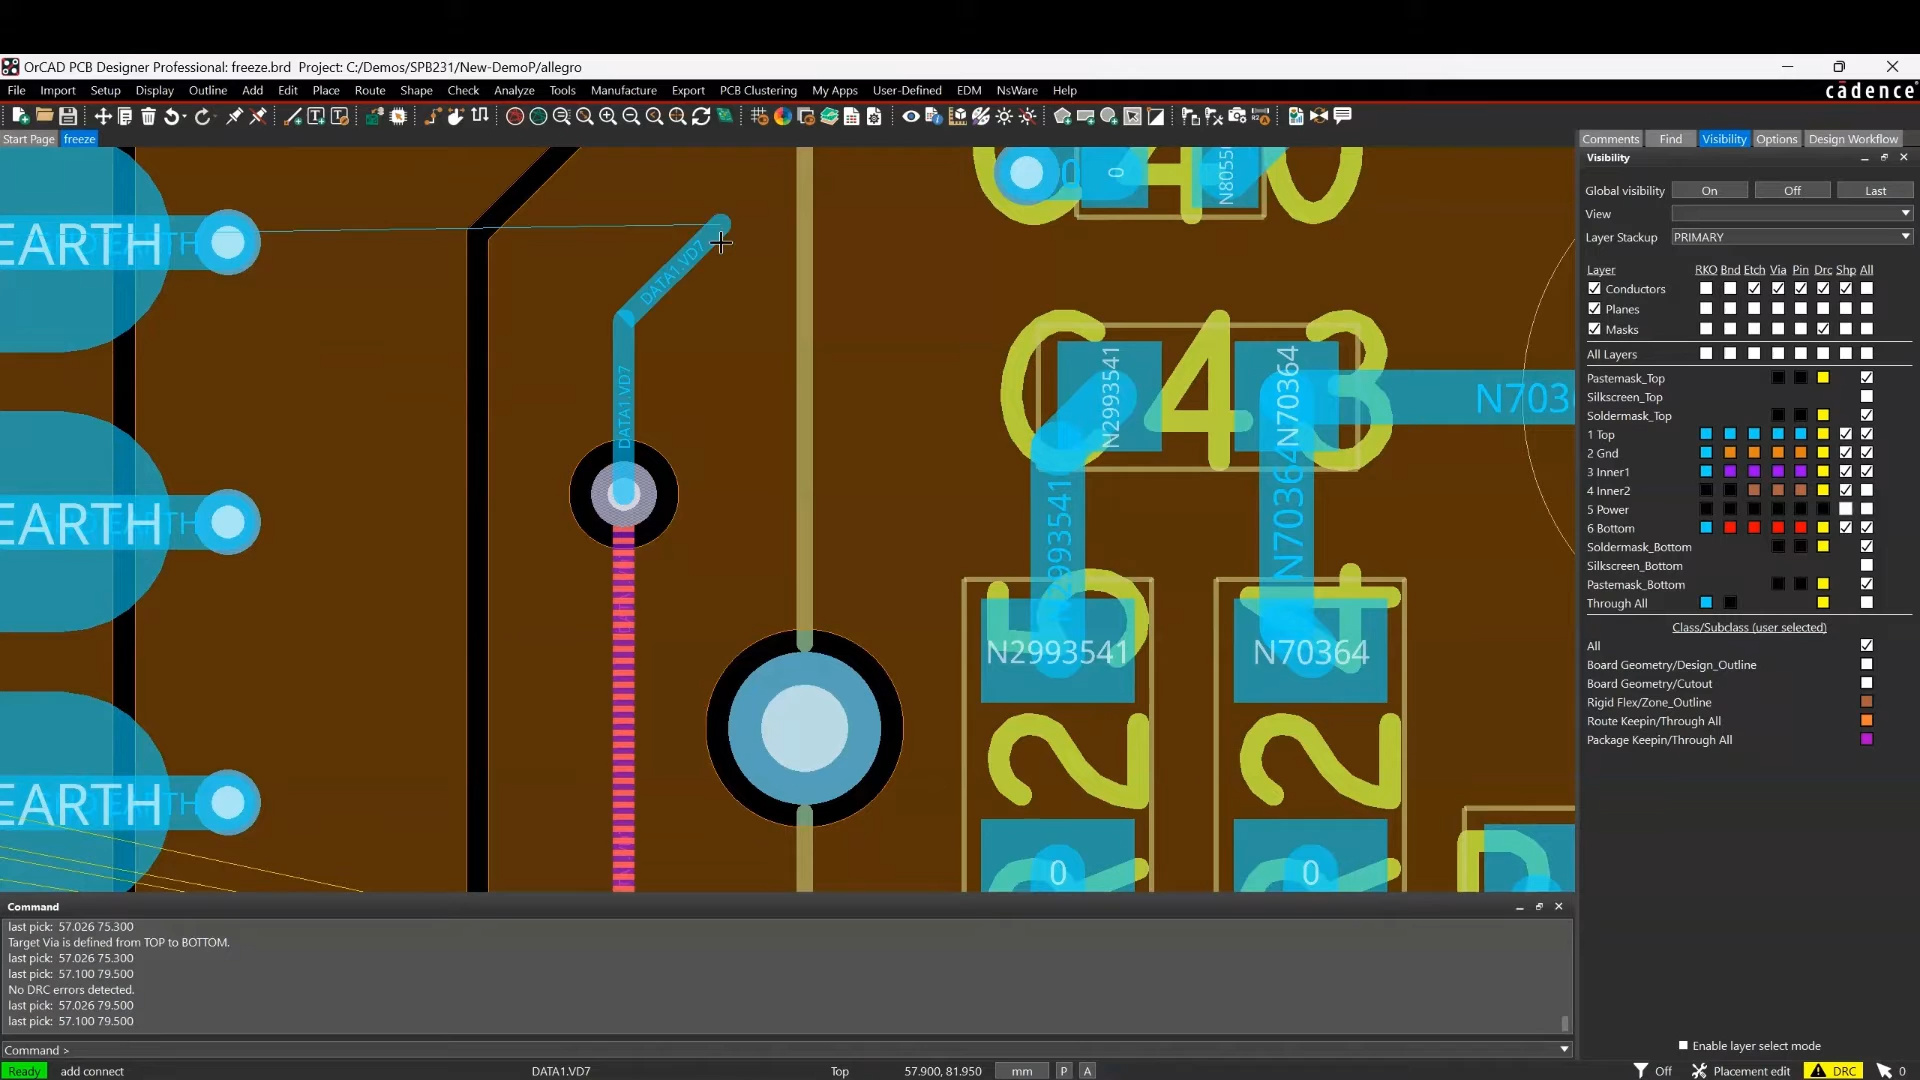 OrCAD PCB Designer Professional: freeze.brd Project: C:/Demos/SPB231/New-DemoP/allegro
File Import Setup Display Outline Add Edit Place Route Shape Check Analyze Tools Manufacture Export PCB Clustering My Apps User-Defined EDM NsWare Help
cādence
Start Page freeze
Comments Find Visibility Options Design Workflow
Visibility
Global visibility On Off Last
View
Layer Stackup PRIMARY
Layer RKO Bnd Etch Via Pin Drc Shp All
Conductors
Planes
Masks
All Layers
Pastemask_Top
Silkscreen_Top
Soldermask_Top
1 Top
2 Gnd
3 Inner1
4 Inner2
5 Power
6 Bottom
Soldermask_Bottom
Silkscreen_Bottom
Pastemask_Bottom
Through All
Class/Subclass (user selected)
All
Board Geometry/Design_Outline
Board Geometry/Cutout
Rigid Flex/Zone_Outline
Route Keepin/Through All
Package Keepin/Through All
Enable layer select mode
EARTH
EARTH
EARTH
DATA1.VD7
DATA1.VD7
0
C43
N2993541
N70364
N2993541
N70364
N2993541
N70364
0
0
Command
last pick: 57.026 75.300
Target Via is defined from TOP to BOTTOM.
last pick: 57.026 75.300
last pick: 57.100 79.500
No DRC errors detected.
last pick: 57.026 79.500
last pick: 57.100 79.500
Command >
Ready add connect DATA1.VD7 Top 57.900, 81.950 mm P A Off Placement edit DRC 0